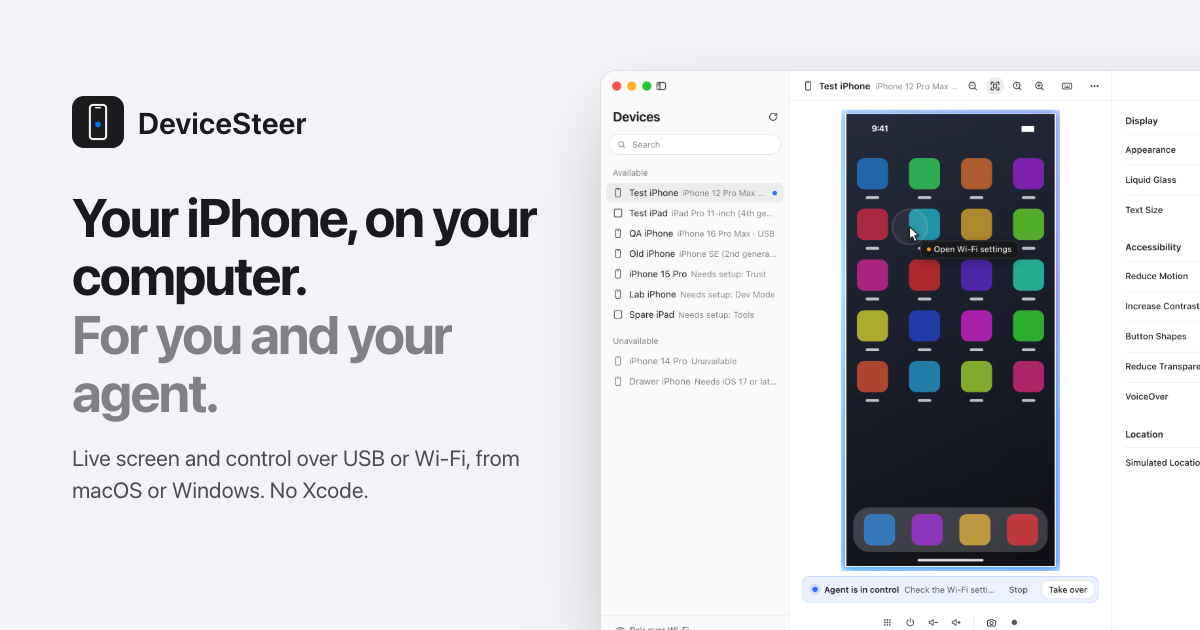 DeviceSteer
Your iPhone, on your
computer.
For you and your
agent.
Live screen and control over USB or Wi-Fi, from
macOS or Windows. No Xcode.
Devices
Search
Available
Test iPhone iPhone 12 Pro Max ...
Test iPad iPad Pro 11-inch (4th ge...
QA iPhone iPhone 16 Pro Max · USB
Old iPhone iPhone SE (2nd genera...
iPhone 15 Pro Needs setup: Trust
Lab iPhone Needs setup: Dev Mode
Spare iPad Needs setup: Tools
Unavailable
iPhone 14 Pro Unavailable
Drawer iPhone Needs iOS 17 or lat...
Test iPhone iPhone 12 Pro Max ...
9:41
Open Wi-Fi settings
Agent is in control Check the Wi-Fi setti... Stop Take over
Display
Appearance
Liquid Glass
Text Size
Accessibility
Reduce Motion
Increase Contrast
Button Shapes
Reduce Transpare
VoiceOver
Location
Simulated Locatio